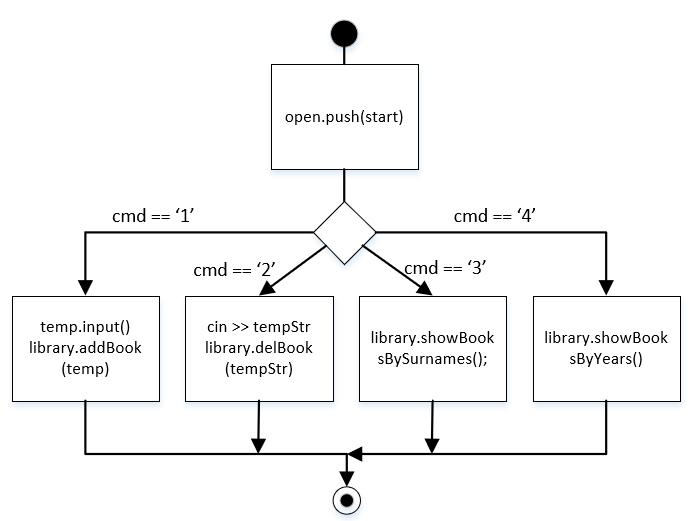 open.push(start)
cmd == ‘1’
cmd == ‘4’
cmd == ‘2’
cmd == ‘3’
temp.input()
library.addBook
(temp)
cin >> tempStr
library.delBook
(tempStr)
library.showBook
sBySurnames();
library.showBook
sByYears()